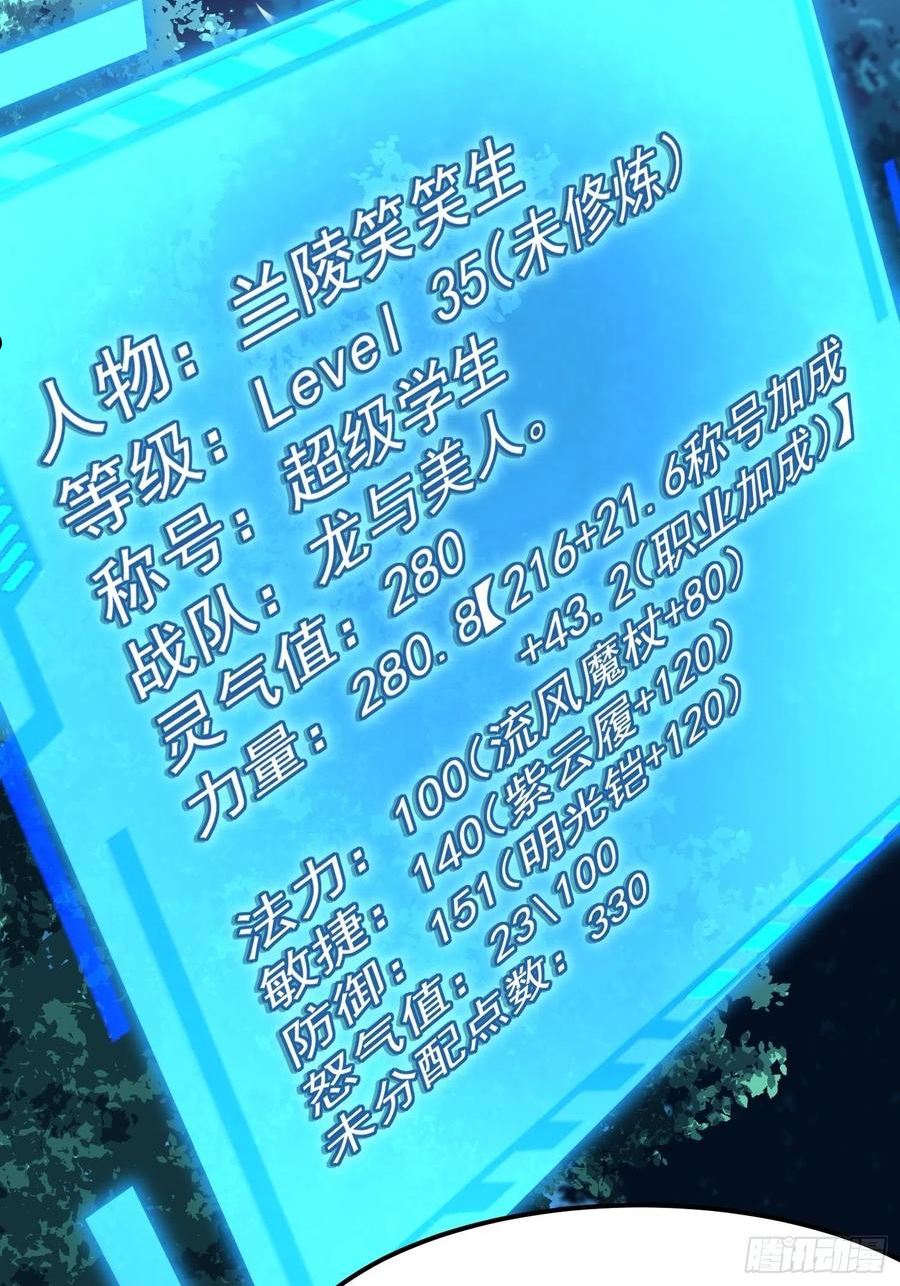 人物：兰陵笑笑生
等级：Level 35(未修炼)
称号：超级学生
战队：龙与美人。
灵气值：280
力量：280.8【216+21.6称号加成
+43.2(职业加成)】
法力：100(流风魔杖+80)
敏捷：140(紫云履+120)
防御：151(明光铠+120)
怒气值：23\100
未分配点数：330
腾讯动漫